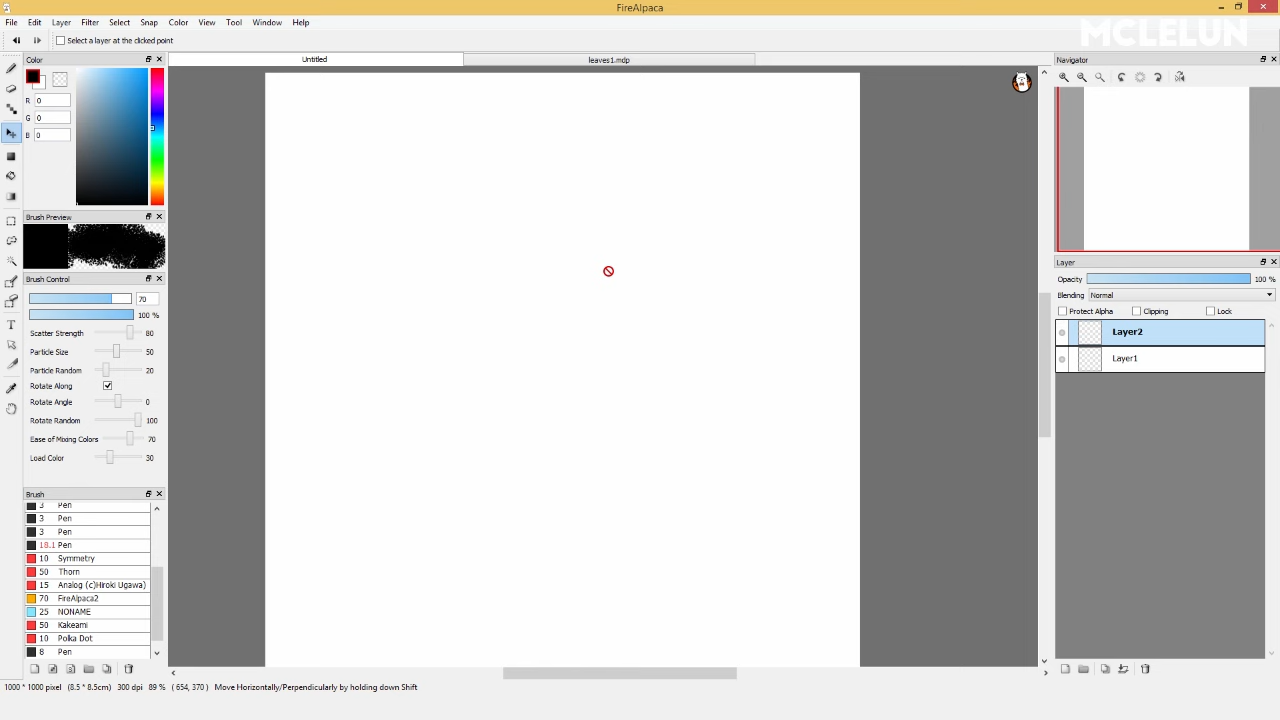 FireAlpaca
File Edit Layer Filter Select Snap Color View Tool Window Help
MCLELUN
Select a layer at the clicked point
Color
Untitled
leaves1.mdp
Navigator
R 0
G 0
B 0
Brush Preview
Layer
Brush Control
Opacity 100 %
70
Blending Normal
100 %
Protect Alpha Clipping Lock
Scatter Strength 80
Layer2
Particle Size 50
Layer1
Particle Random 20
Rotate Along
Rotate Angle 0
Rotate Random 100
Ease of Mixing Colors 70
Load Color 30
Brush
3 Pen
3 Pen
3 Pen
18.1 Pen
10 Symmetry
50 Thorn
15 Analog (c)Hiroki Ugawa)
70 FireAlpaca2
25 NONAME
50 Kakeami
10 Polka Dot
8 Pen
1000 * 1000 pixel (8.5 * 8.5cm) 300 dpi 89 % ( 654, 370 ) Move Horizontally/Perpendicularly by holding down Shift